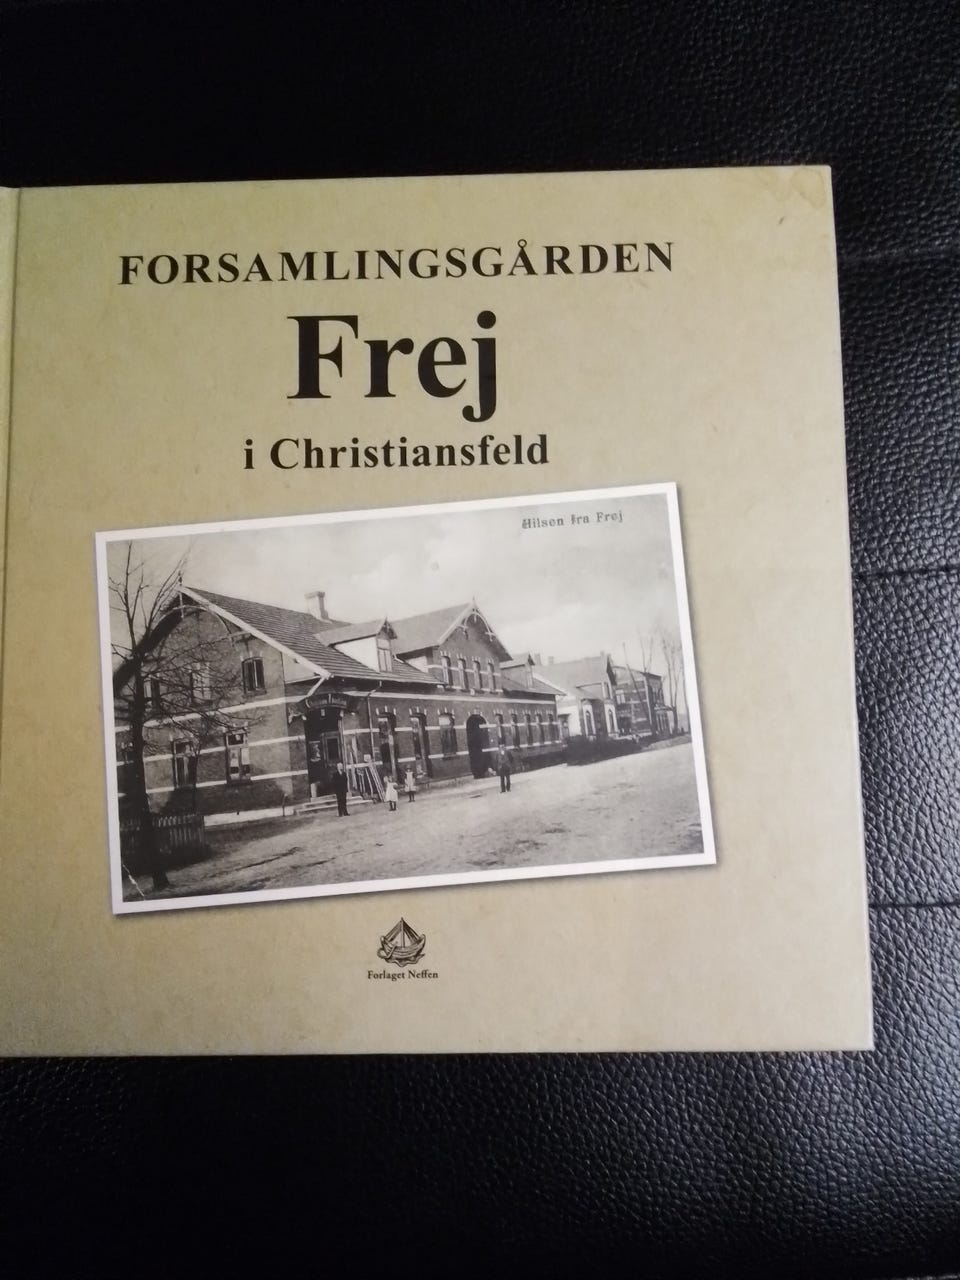 FORSAMLINGSGÅRDEN
Frej
i Christiansfeld
Hilsen fra Frej
Forlaget Neffen